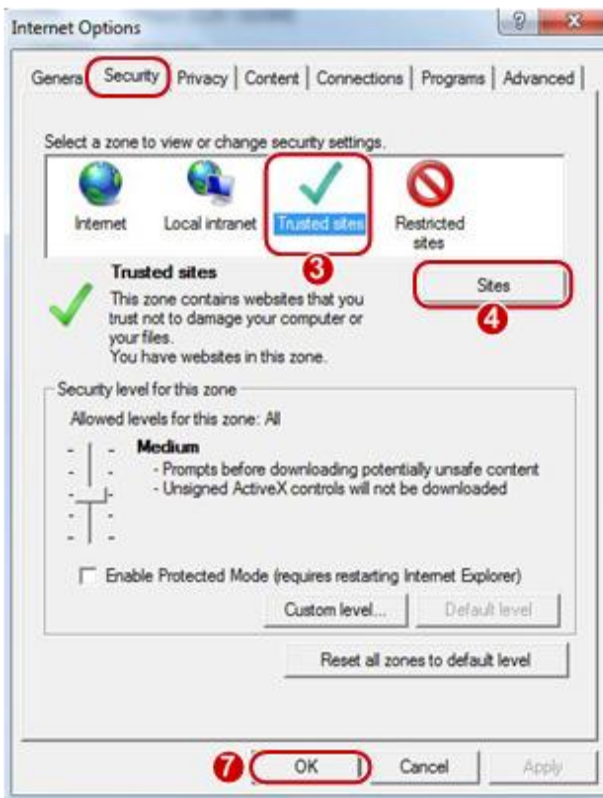 Internet Options
General Security Privacy Content Connections Programs Advanced
Select a zone to view or change security settings.
Internet Local intranet Trusted sites Restricted sites
3
Trusted sites
This zone contains websites that you
trust not to damage your computer or
your files.
You have websites in this zone.
Sites
4
Security level for this zone
Allowed levels for this zone: All
Medium
- Prompts before downloading potentially unsafe content
- Unsigned ActiveX controls will not be downloaded
Enable Protected Mode (requires restarting Internet Explorer)
Custom level... Default level
Reset all zones to default level
7 OK Cancel Apply